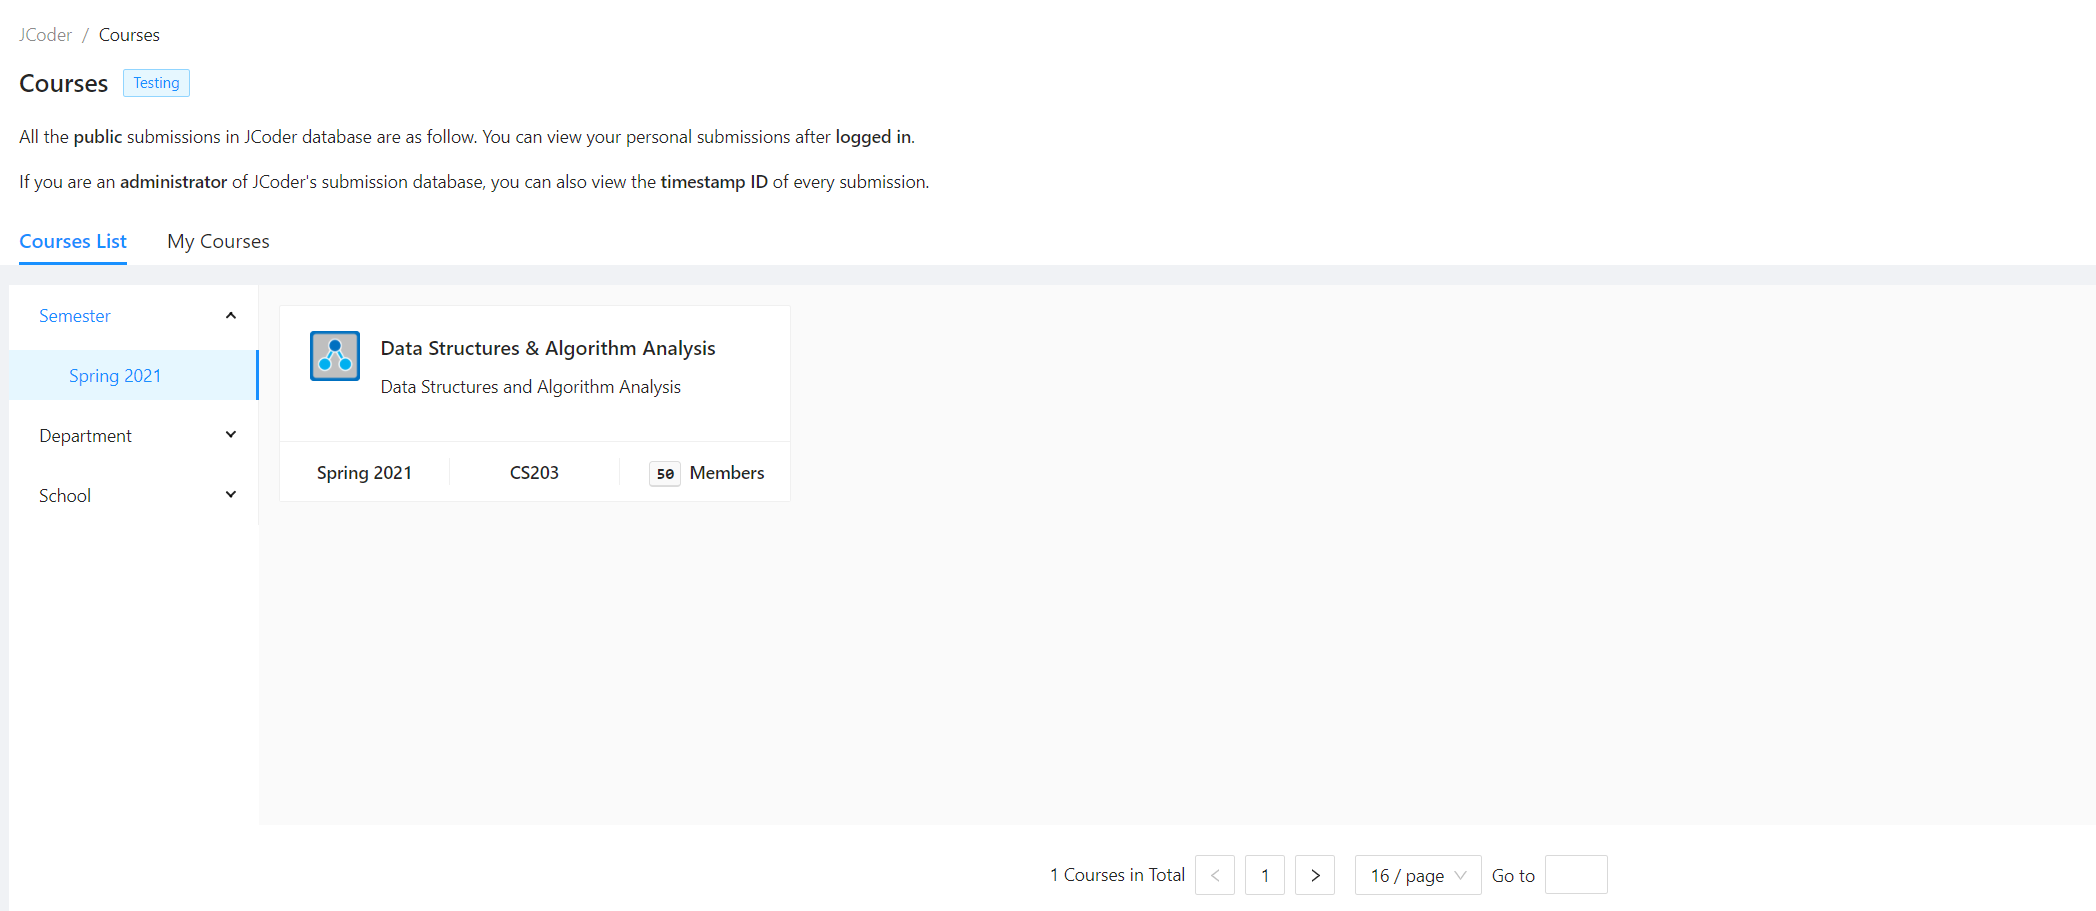 JCoder / Courses
Courses Testing
All the public submissions in JCoder database are as follow. You can view your personal submissions after logged in.
If you are an administrator of JCoder's submission database, you can also view the timestamp ID of every submission.
Courses List My Courses
Semester
Spring 2021
Department
School
Data Structures & Algorithm Analysis
Data Structures and Algorithm Analysis
Spring 2021 CS203 50 Members
1 Courses in Total < 1 > 16 / page Go to